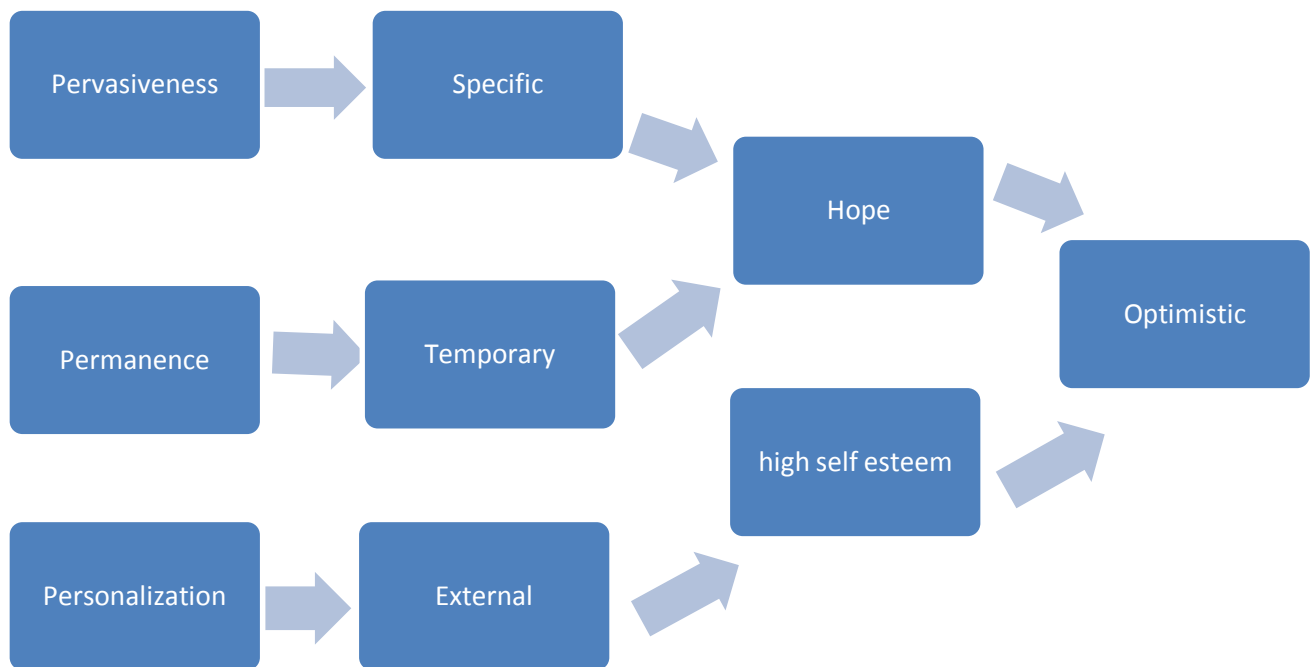 Pervasiveness
Specific
Hope
Optimistic
Permanence
Temporary
high self esteem
Personalization
External